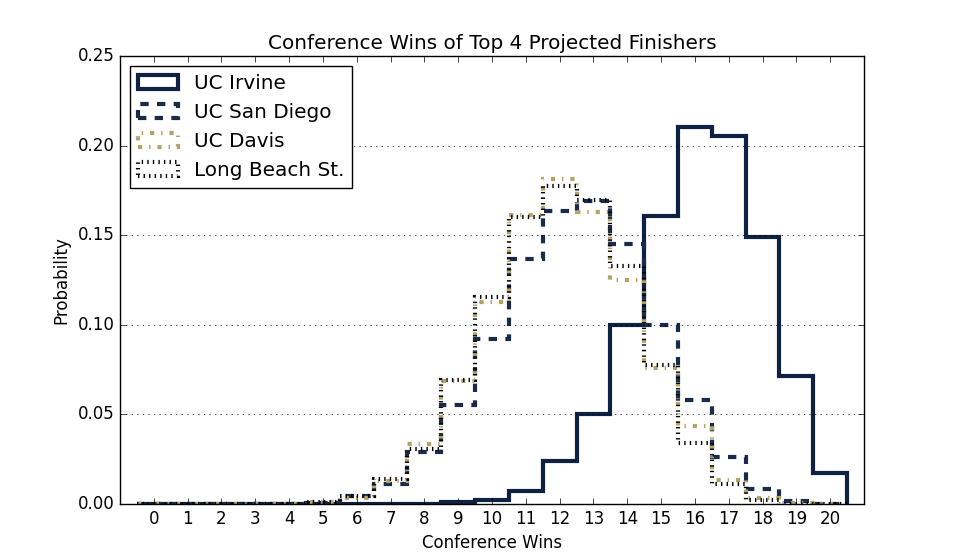 Conference Wins of Top 4 Projected Finishers
0.25
0.20
0.15
0.10
0.05
0.00
Probability
UC Irvine
UC San Diego
UC Davis
Long Beach St.
0 1 2 3 4 5 6 7 8 9 10 11 12 13 14 15 16 17 18 19 20
Conference Wins